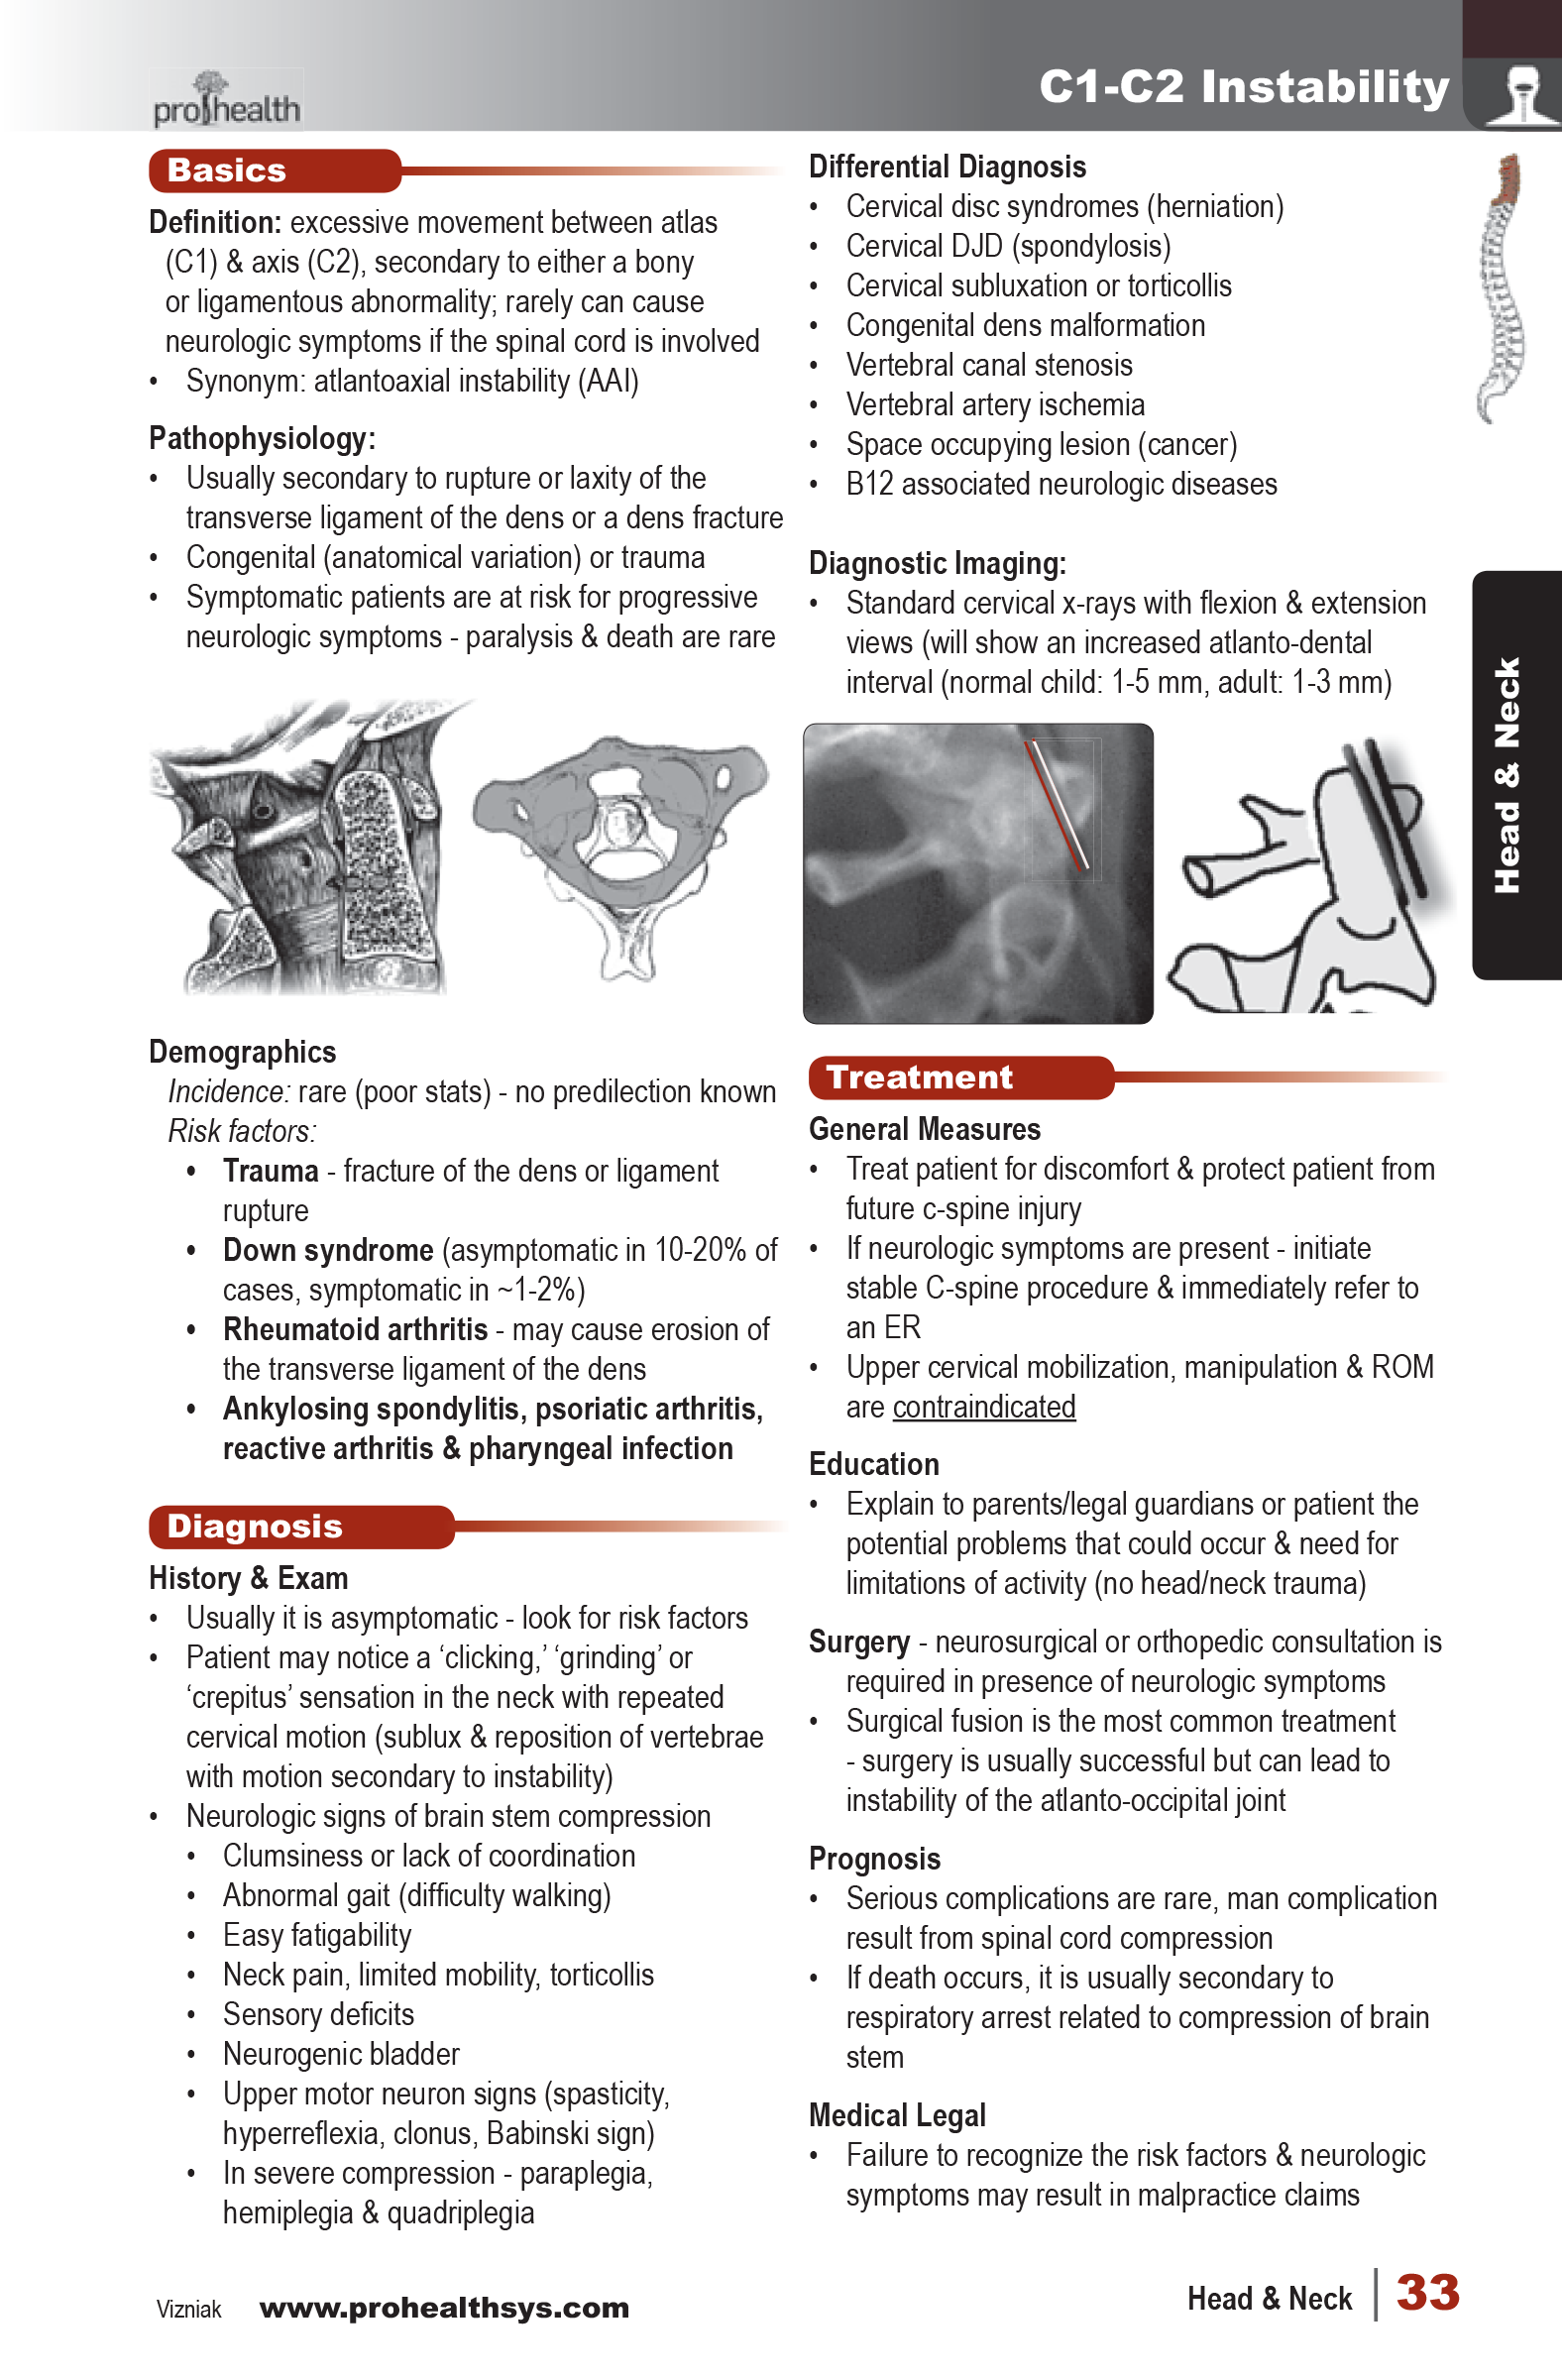 prohealth
C1-C2 Instability
Basics
Definition: excessive movement between atlas
(C1) & axis (C2), secondary to either a bony
or ligamentous abnormality; rarely can cause
neurologic symptoms if the spinal cord is involved
• Synonym: atlantoaxial instability (AAI)
Pathophysiology:
• Usually secondary to rupture or laxity of the
transverse ligament of the dens or a dens fracture
• Congenital (anatomical variation) or trauma
• Symptomatic patients are at risk for progressive
neurologic symptoms - paralysis & death are rare
Demographics
Incidence: rare (poor stats) - no predilection known
Risk factors:
• Trauma - fracture of the dens or ligament
rupture
• Down syndrome (asymptomatic in 10-20% of
cases, symptomatic in ~1-2%)
• Rheumatoid arthritis - may cause erosion of
the transverse ligament of the dens
• Ankylosing spondylitis, psoriatic arthritis,
reactive arthritis & pharyngeal infection
Diagnosis
History & Exam
• Usually it is asymptomatic - look for risk factors
• Patient may notice a ‘clicking,’ ‘grinding’ or
‘crepitus’ sensation in the neck with repeated
cervical motion (sublux & reposition of vertebrae
with motion secondary to instability)
• Neurologic signs of brain stem compression
• Clumsiness or lack of coordination
• Abnormal gait (difficulty walking)
• Easy fatigability
• Neck pain, limited mobility, torticollis
• Sensory deficits
• Neurogenic bladder
• Upper motor neuron signs (spasticity,
hyperreflexia, clonus, Babinski sign)
• In severe compression - paraplegia,
hemiplegia & quadriplegia
Differential Diagnosis
• Cervical disc syndromes (herniation)
• Cervical DJD (spondylosis)
• Cervical subluxation or torticollis
• Congenital dens malformation
• Vertebral canal stenosis
• Vertebral artery ischemia
• Space occupying lesion (cancer)
• B12 associated neurologic diseases
Diagnostic Imaging:
• Standard cervical x-rays with flexion & extension
views (will show an increased atlanto-dental
interval (normal child: 1-5 mm, adult: 1-3 mm)
Treatment
General Measures
• Treat patient for discomfort & protect patient from
future c-spine injury
• If neurologic symptoms are present - initiate
stable C-spine procedure & immediately refer to
an ER
• Upper cervical mobilization, manipulation & ROM
are contraindicated
Education
• Explain to parents/legal guardians or patient the
potential problems that could occur & need for
limitations of activity (no head/neck trauma)
Surgery - neurosurgical or orthopedic consultation is
required in presence of neurologic symptoms
• Surgical fusion is the most common treatment
- surgery is usually successful but can lead to
instability of the atlanto-occipital joint
Prognosis
• Serious complications are rare, man complication
result from spinal cord compression
• If death occurs, it is usually secondary to
respiratory arrest related to compression of brain
stem
Medical Legal
• Failure to recognize the risk factors & neurologic
symptoms may result in malpractice claims
Head & Neck
Vizniak www.prohealthsys.com
Head & Neck 33